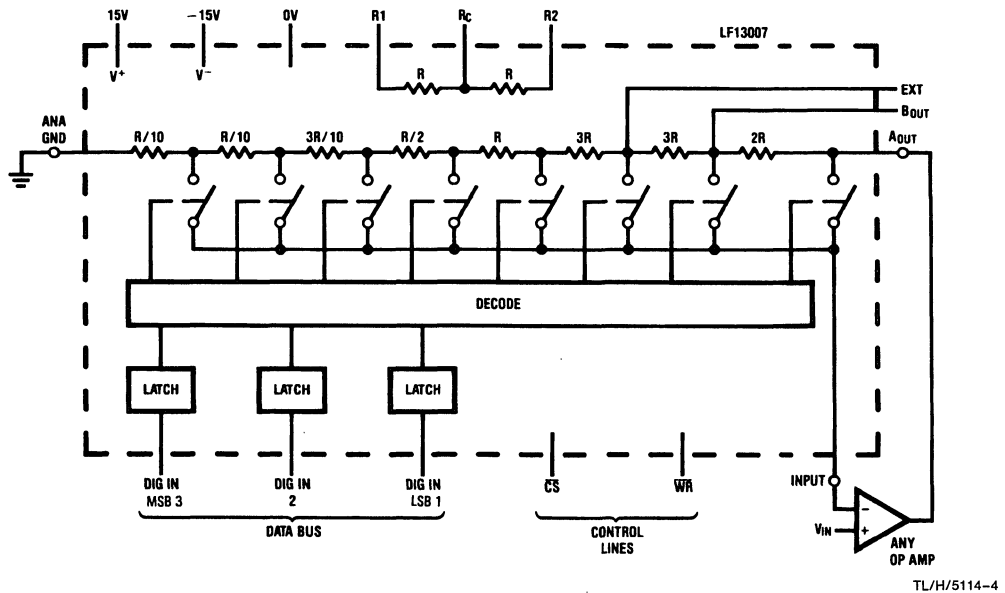 15V −15V 0V R1 RC R2
LF13007
V+ V−
R R
EXT
BOUT
ANA
GND
AOUT
R/10 R/10 3R/10 R/2 R 3R 3R 2R
DECODE
LATCH LATCH LATCH
INPUT
DIG IN DIG IN DIG IN CS WR
MSB 3 2 LSB 1
−
VIN +
DATA BUS CONTROL
LINES
ANY
OP AMP
TL/H/5114-4